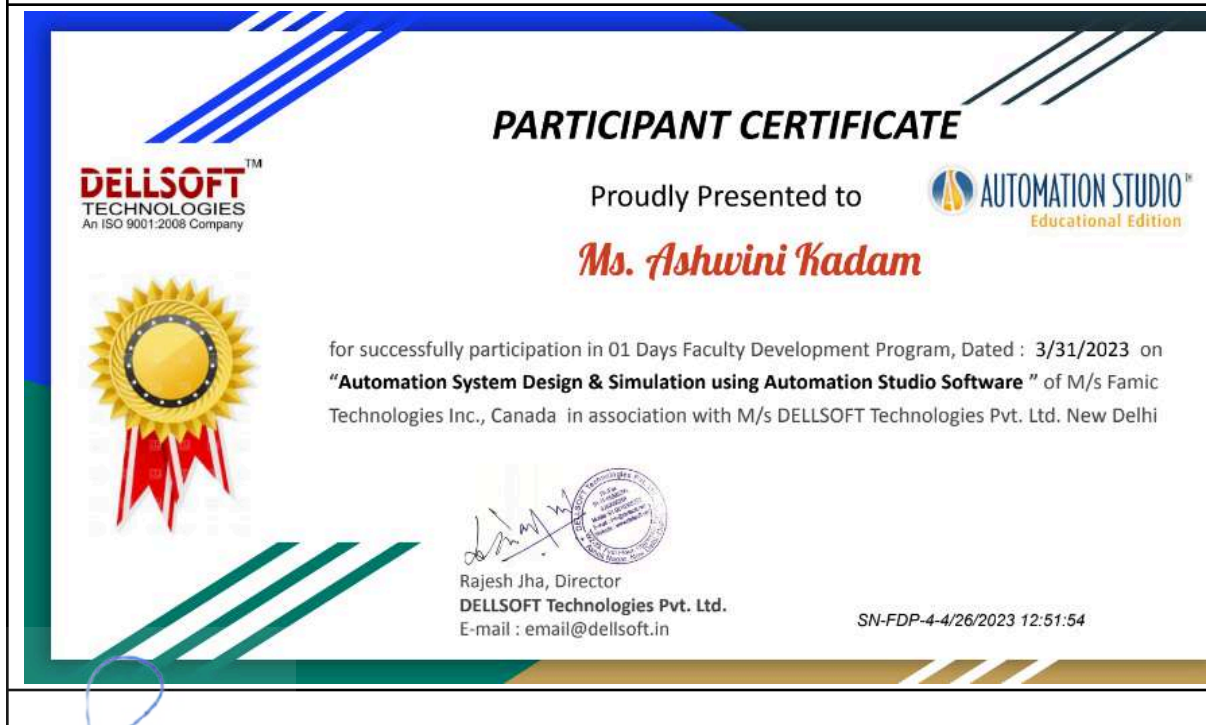 PARTICIPANT CERTIFICATE
DELLSOFT™
TECHNOLOGIES
An ISO 9001:2008 Company
Proudly Presented to
AUTOMATION STUDIO
Educational Edition
Ms. Ashwini Kadam
for successfully participation in 01 Days Faculty Development Program, Dated : 3/31/2023 on
“Automation System Design & Simulation using Automation Studio Software ” of M/s Famic
Technologies Inc., Canada in association with M/s DELLSOFT Technologies Pvt. Ltd. New Delhi
Rajesh Jha, Director
DELLSOFT Technologies Pvt. Ltd.
E-mail : email@dellsoft.in
SN-FDP-4-4/26/2023 12:51:54